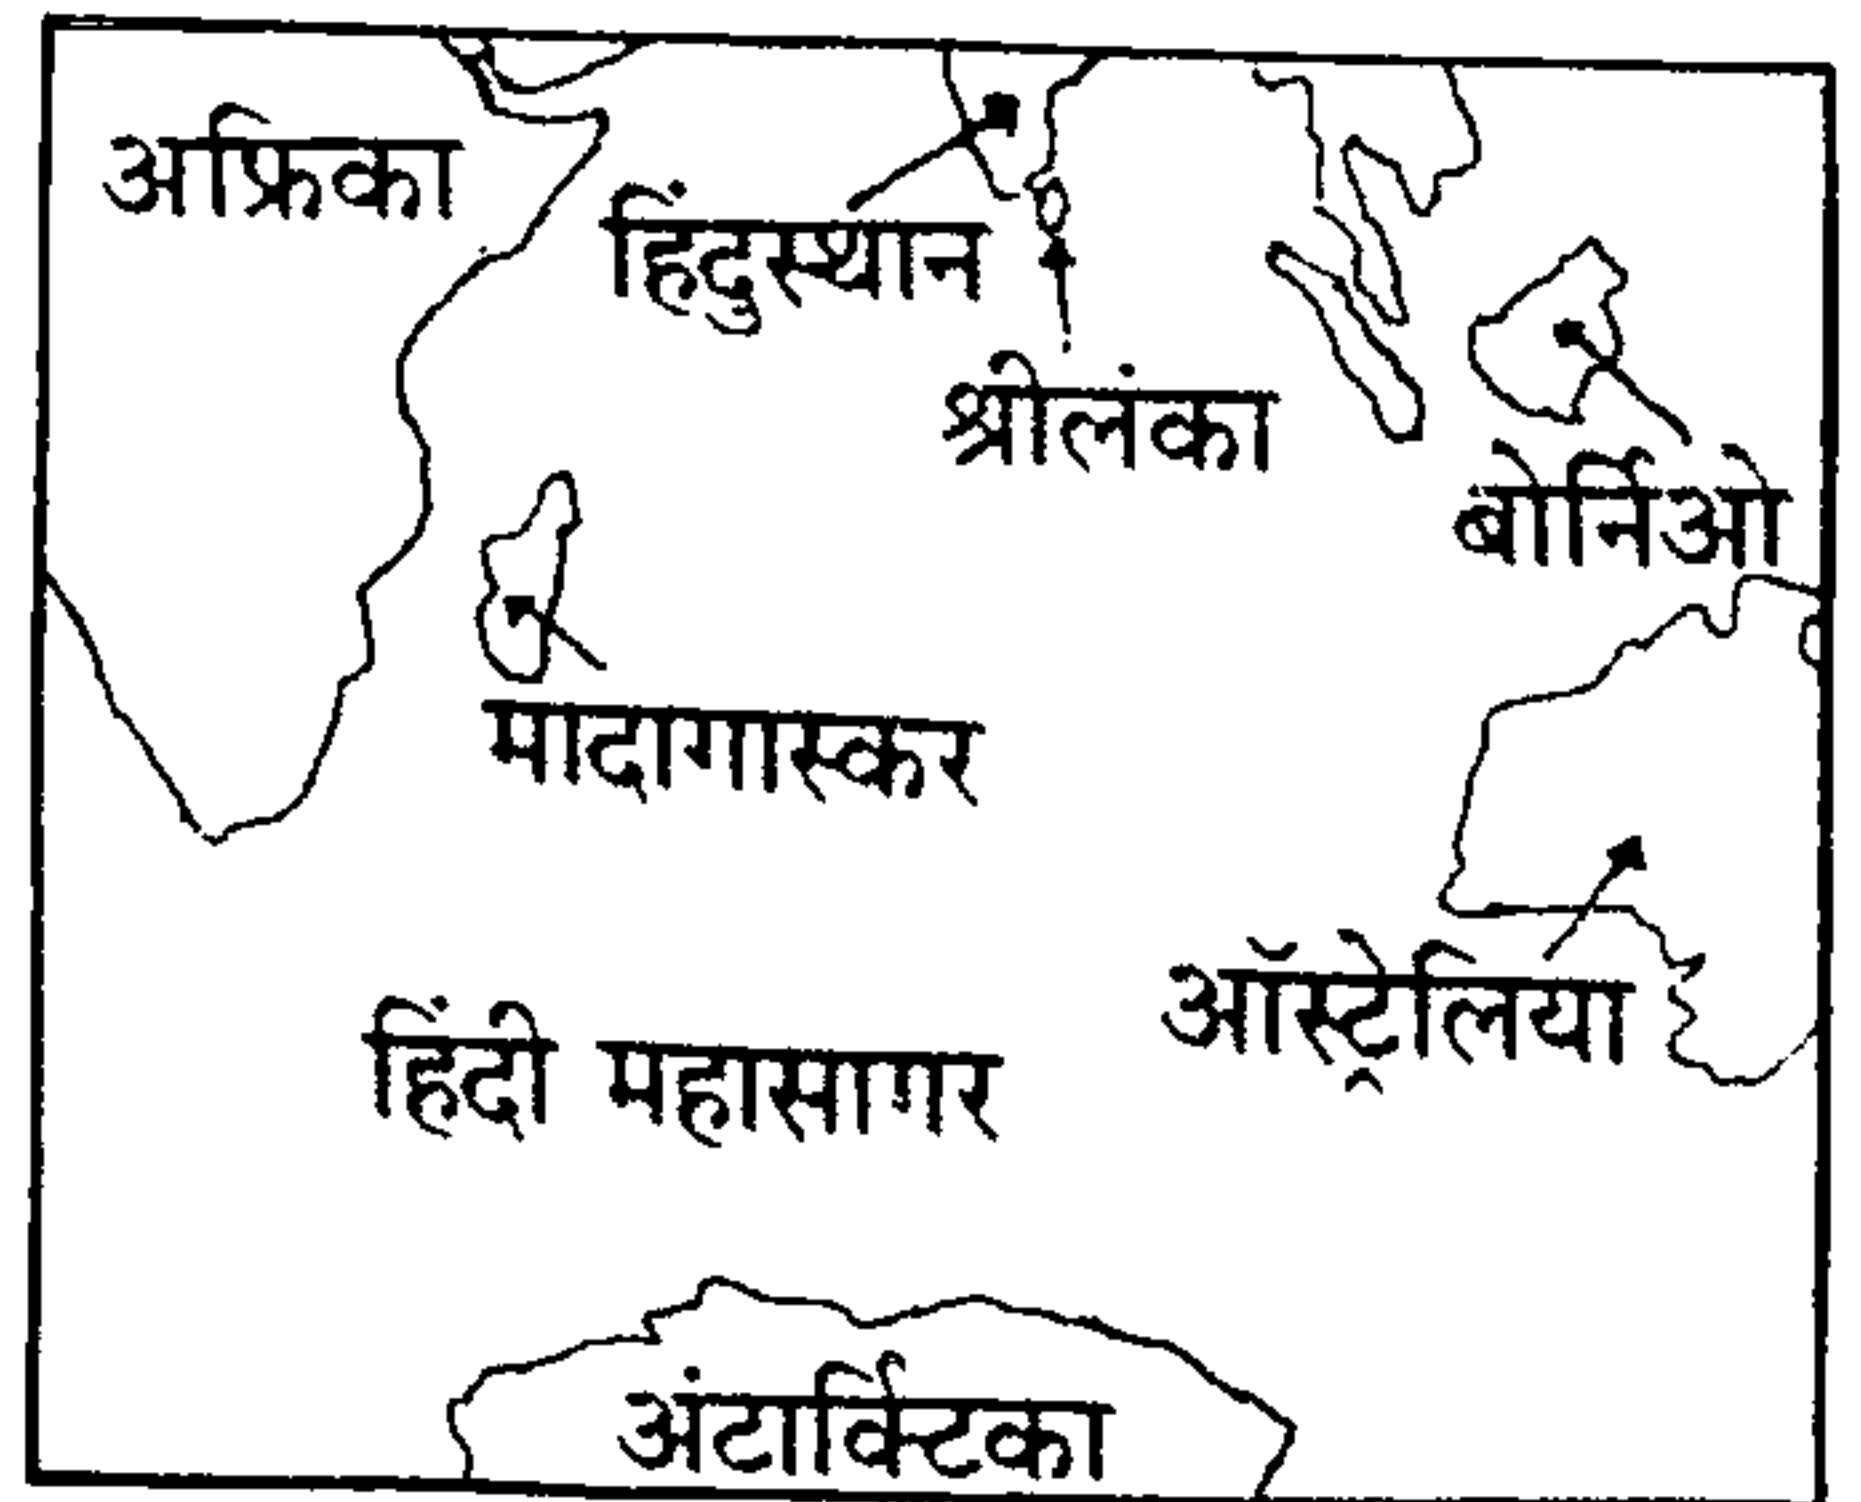 अफ्रिका
हिंदुस्थान
श्रीलंका
बोर्निओ
मादागास्कर
ऑस्ट्रेलिया
हिंदी महासागर
अंटार्क्टिका